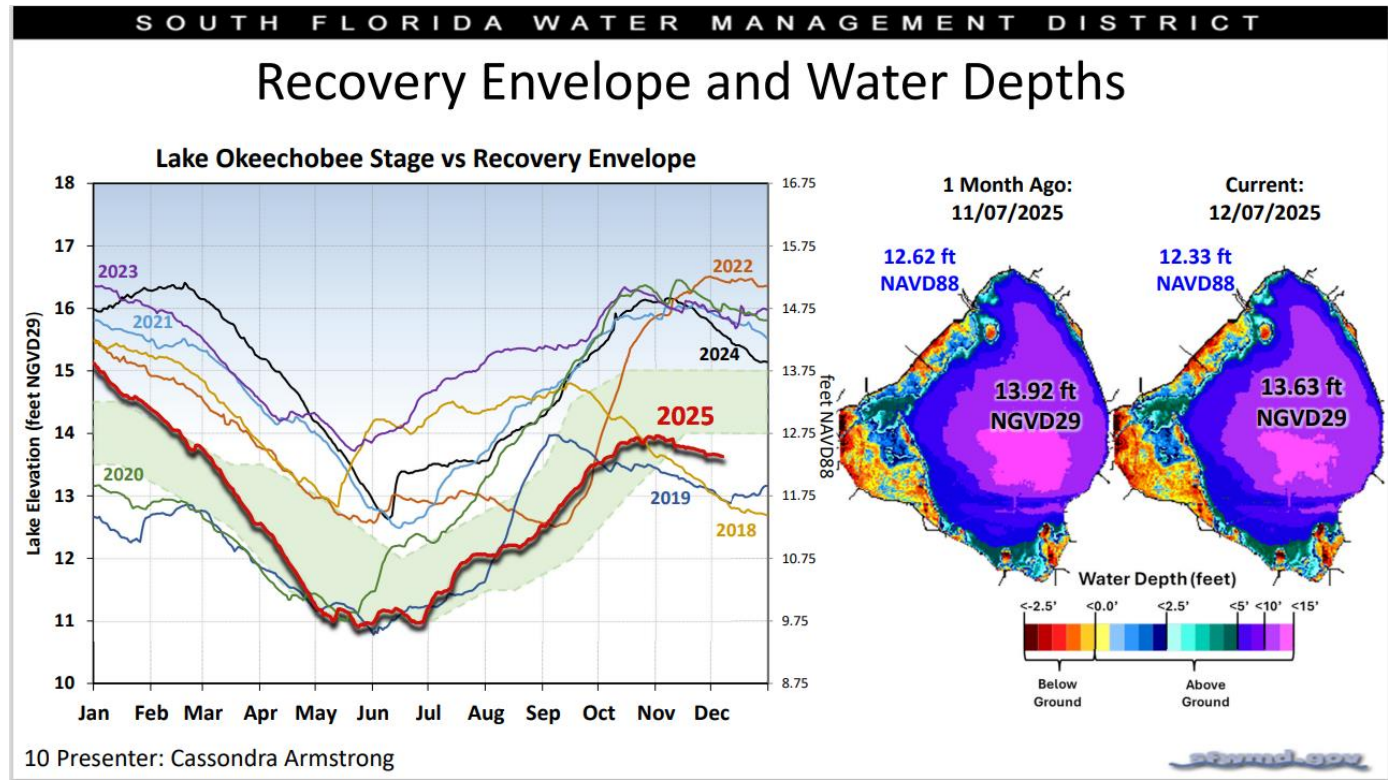 SOUTH FLORIDA WATER MANAGEMENT DISTRICT
Recovery Envelope and Water Depths
Lake Okeechobee Stage vs Recovery Envelope
Lake Elevation (feet NGVD29)
18
17
16
15
14
13
12
11
10
16.75
15.75
14.75
13.75
12.75
11.75
10.75
9.75
8.75
feet NAVD88
Jan Feb Mar Apr May Jun Jul Aug Sep Oct Nov Dec
2023
2021
2020
2022
2024
2025
2019
2018
1 Month Ago:
11/07/2025
12.62 ft
NAVD88
13.92 ft
NGVD29
Current:
12/07/2025
12.33 ft
NAVD88
13.63 ft
NGVD29
Water Depth (feet)
<-2.5' <0.0' <2.5' <5' <10' <15'
Below
Ground
Above
Ground
10 Presenter: Cassondra Armstrong
sfwmd.gov